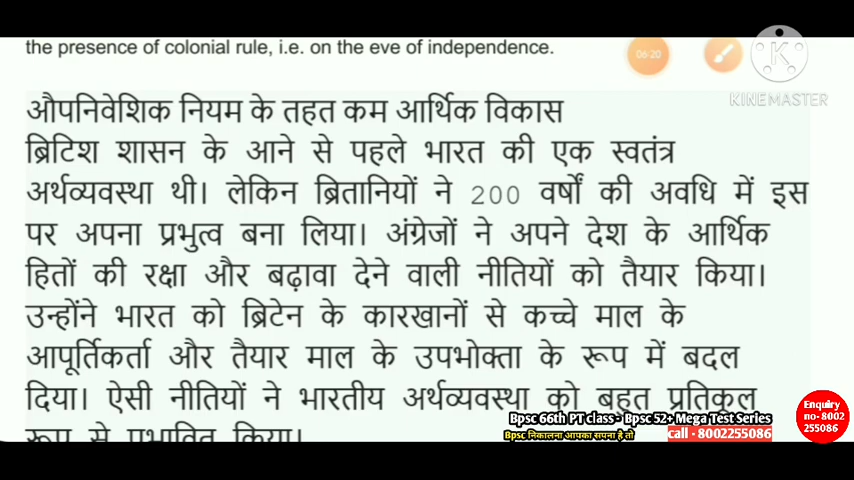 the presence of colonial rule, i.e. on the eve of independence.
06:20
KINEMASTER
औपनिवेशिक नियम के तहत कम आर्थिक विकास
ब्रिटिश शासन के आने से पहले भारत की एक स्वतंत्र
अर्थव्यवस्था थी। लेकिन ब्रितानियों ने 200 वर्षों की अवधि में इस
पर अपना प्रभुत्व बना लिया। अंग्रेजों ने अपने देश के आर्थिक
हितों की रक्षा और बढ़ावा देने वाली नीतियों को तैयार किया।
उन्होंने भारत को ब्रिटेन के कारखानों से कच्चे माल के
आपूर्तिकर्ता और तैयार माल के उपभोक्ता के रूप में बदल
दिया। ऐसी नीतियों ने भारतीय अर्थव्यवस्था को बहुत प्रतिकूल
रूप से प्रभावित किया।
Bpsc 66th PT class - Bpsc 52+ Mega Test Series
Bpsc निकालना आपका सपना है तो
call - 8002255086
Enquiry
no- 8002
255086